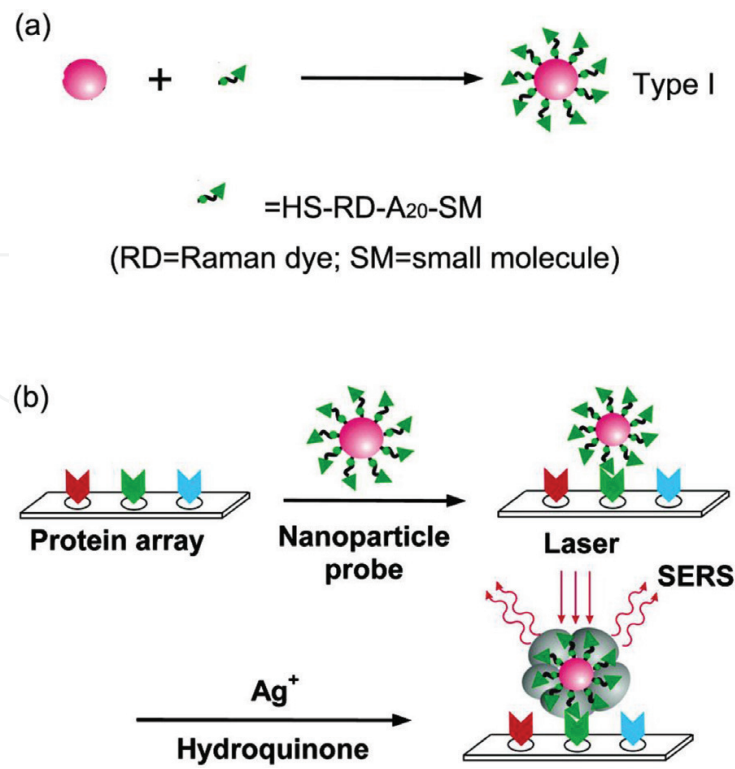 (a)
+
Type I
=HS-RD-A₂₀-SM
(RD=Raman dye; SM=small molecule)
(b)
Protein array
Nanoparticle
probe
Laser
SERS
Ag⁺
Hydroquinone